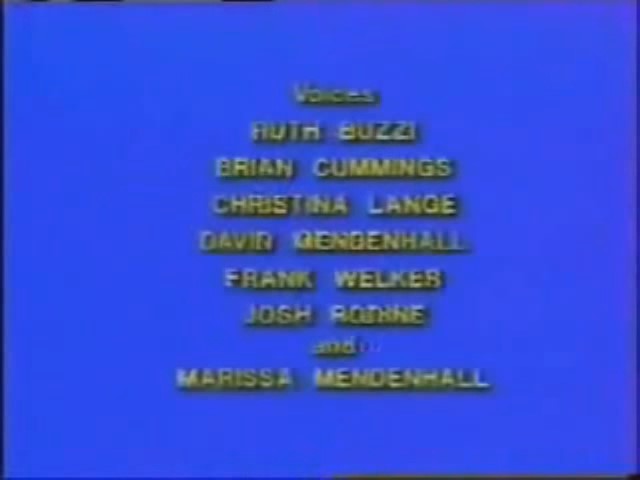 Voices
RUTH BUZZI
BRIAN CUMMINGS
CHRISTINA LANGE
DAVID MENDENHALL
FRANK WELKER
JOSH RODINE
and
MARISSA MENDENHALL